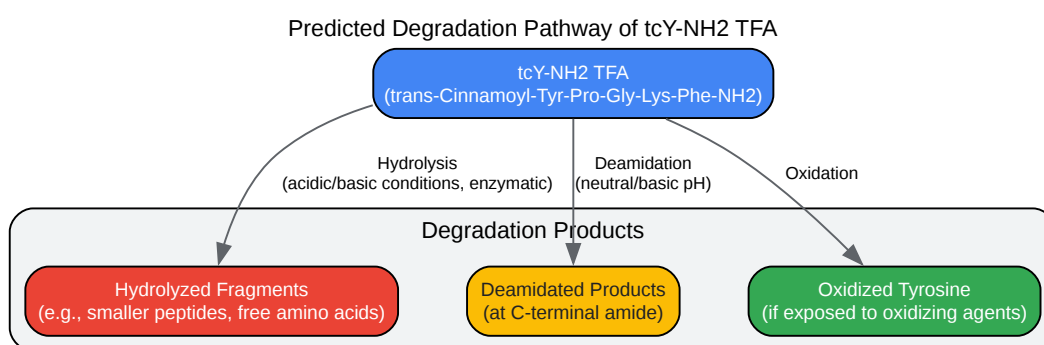 Predicted Degradation Pathway of tcY-NH2 TFA
tcY-NH2 TFA
(trans-Cinnamoyl-Tyr-Pro-Gly-Lys-Phe-NH2)
Hydrolysis
(acidic/basic conditions, enzymatic)
Deamidation
(neutral/basic pH)
Oxidation
Degradation Products
Hydrolyzed Fragments
(e.g., smaller peptides, free amino acids)
Deamidated Products
(at C-terminal amide)
Oxidized Tyrosine
(if exposed to oxidizing agents)